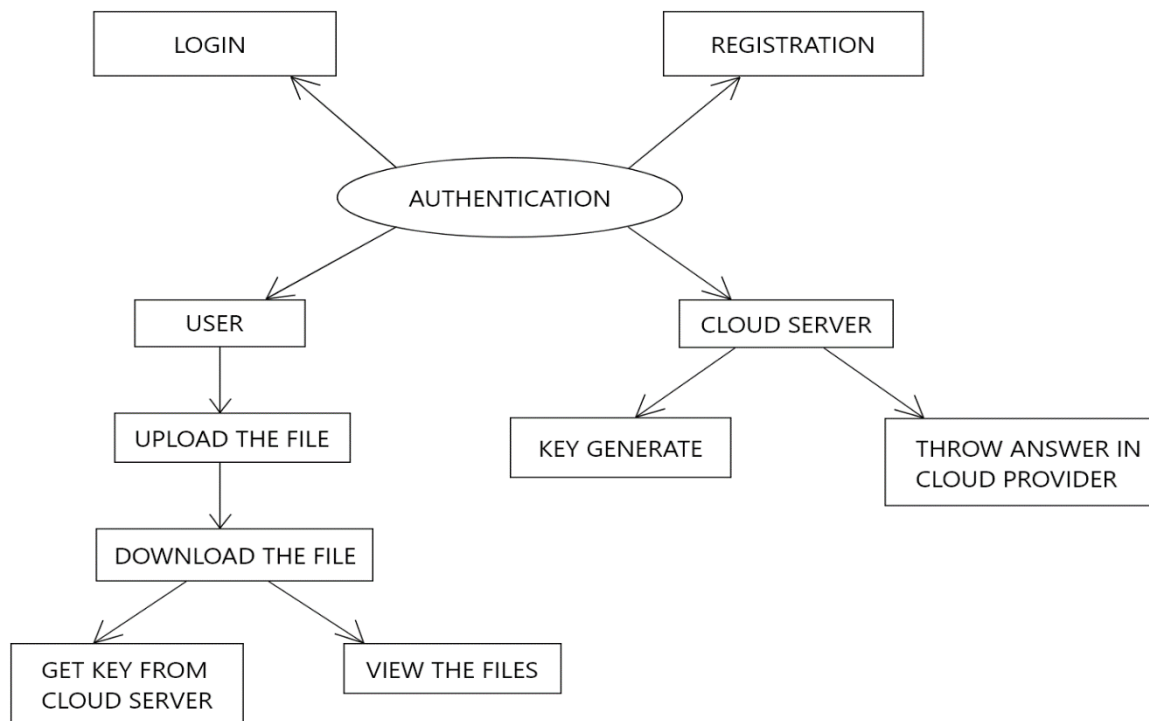 LOGIN
REGISTRATION
AUTHENTICATION
USER
CLOUD SERVER
UPLOAD THE FILE
KEY GENERATE
THROW ANSWER IN
CLOUD PROVIDER
DOWNLOAD THE FILE
GET KEY FROM
CLOUD SERVER
VIEW THE FILES